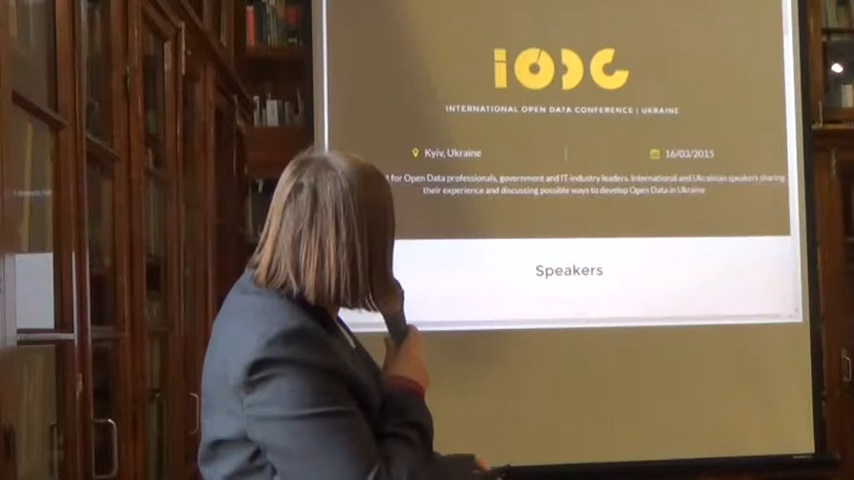 IODC
INTERNATIONAL OPEN DATA CONFERENCE | UKRAINE
Kyiv, Ukraine | 16/03/2015
for Open Data professionals, government and IT-industry leaders. International and Ukrainian speakers sharing
their experience and discussing possible ways to develop Open Data in Ukraine
Speakers